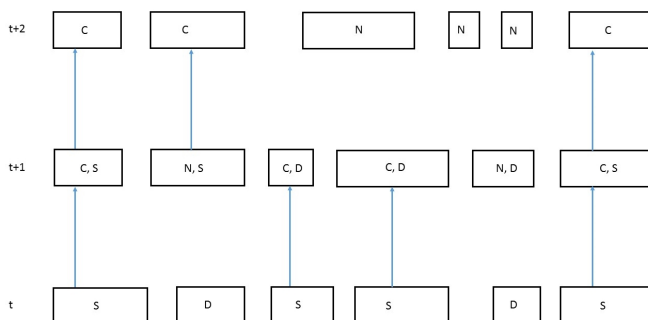 t+2 C C N N N C
t+1 C, S N, S C, D C, D N, D C, S
t S D S S D S